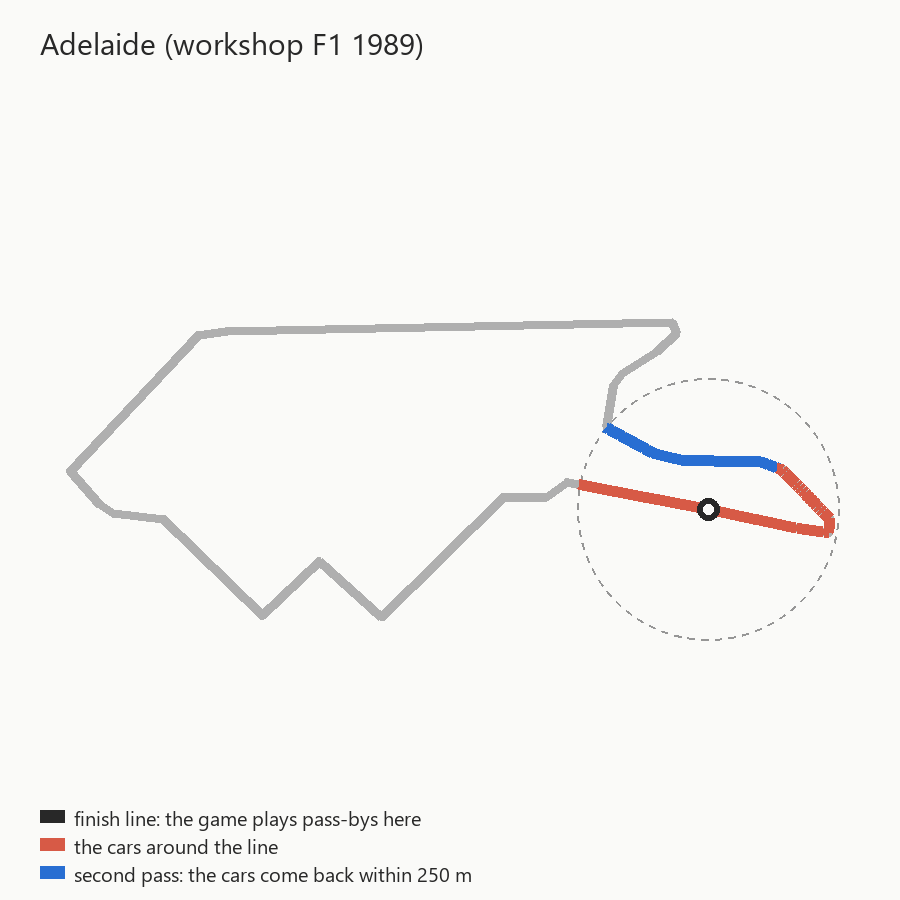 Adelaide (workshop F1 1989)
finish line: the game plays pass-bys here
the cars around the line
second pass: the cars come back within 250 m